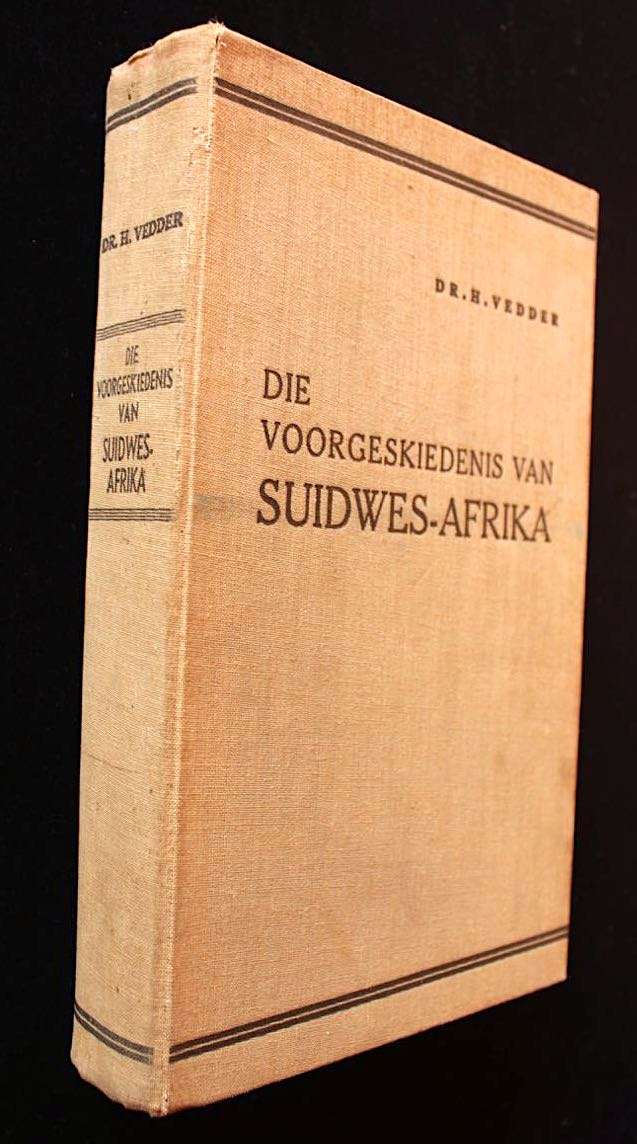 DR. H. VEDDER
DIE
VOORGESKIEDENIS
VAN
SUIDWES-
AFRIKA
DR. H. VEDDER
DIE
VOORGESKIEDENIS VAN
SUIDWES-AFRIKA